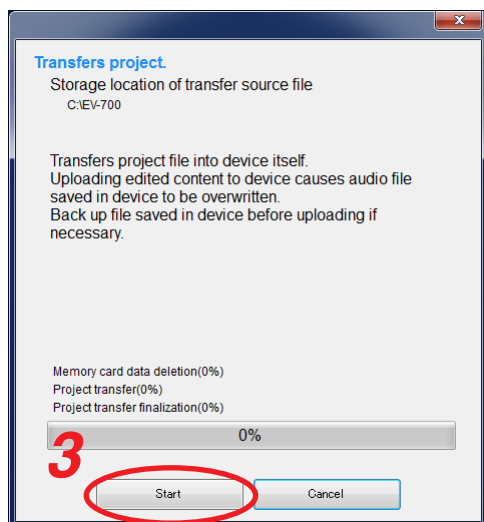 Transfers project.
Storage location of transfer source file
C:\EV-700
Transfers project file into device itself.
Uploading edited content to device causes audio file
saved in device to be overwritten.
Back up file saved in device before uploading if
necessary.
Memory card data deletion(0%)
Project transfer(0%)
Project transfer finalization(0%)
0%
3
Start Cancel